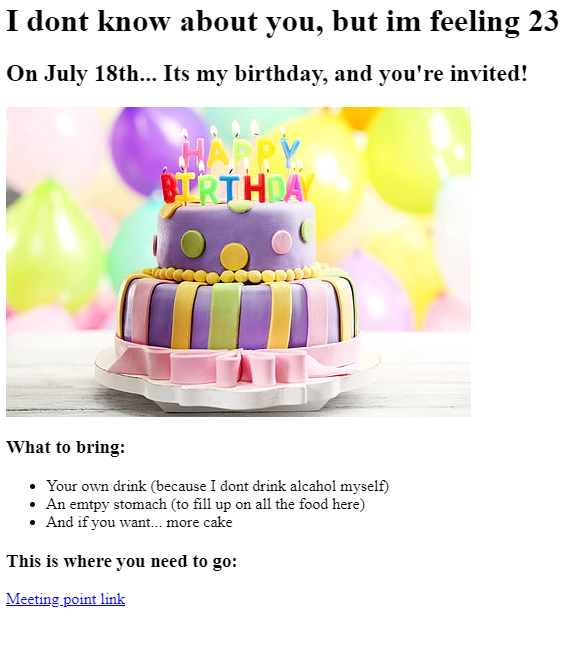 I dont know about you, but im feeling 23
On July 18th... Its my birthday, and you're invited!
HAPPY
BIRTHDAY
What to bring:
Your own drink (because I dont drink alcahol myself)
An emtpy stomach (to fill up on all the food here)
And if you want... more cake
This is where you need to go:
Meeting point link